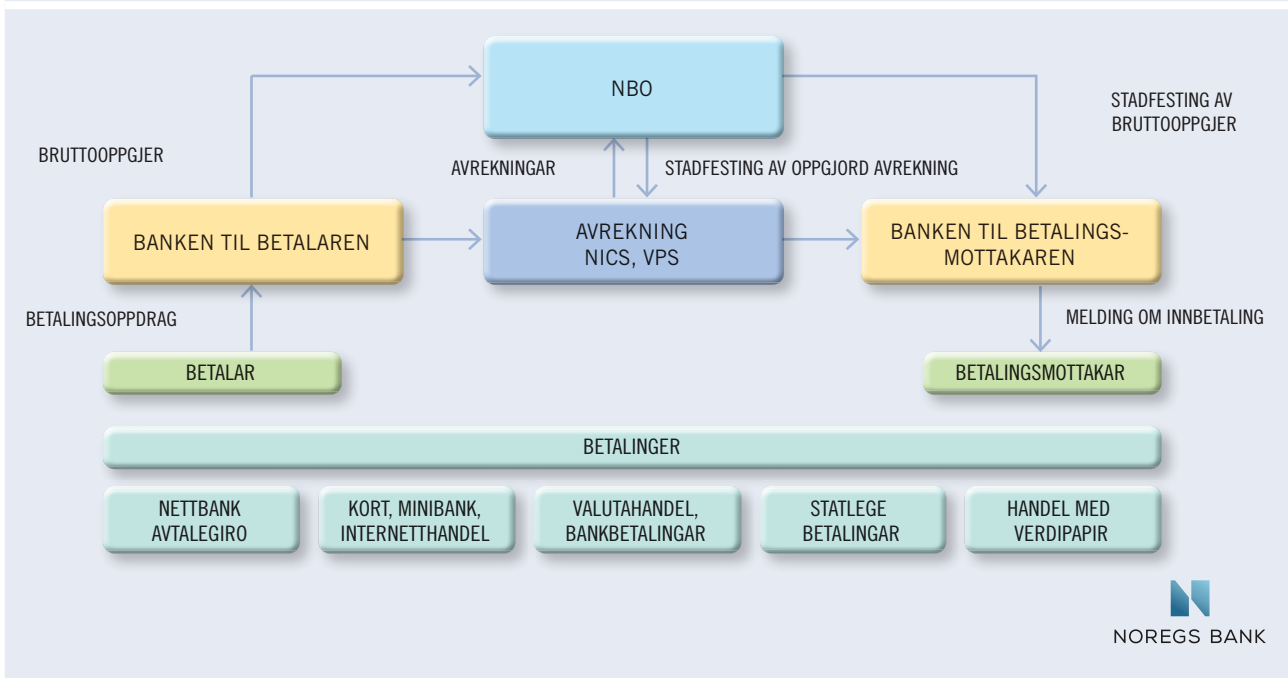 NBO
STADFESTING AV
BRUTTOOPPGJER
BRUTTOOPPGJER
AVREKNINGAR
STADFESTING AV OPPGJORD AVREKNING
BANKEN TIL BETALAREN
AVREKNING
NICS, VPS
BANKEN TIL BETALINGS-
MOTTAKAREN
BETALINGSOPPDRAG
MELDING OM INNBETALING
BETALAR
BETALINGSMOTTAKAR
BETALINGER
NETTBANK
AVTALEGIRO
KORT, MINIBANK,
INTERNETTHANDEL
VALUTAHANDEL,
BANKBETALINGAR
STATLEGE
BETALINGAR
HANDEL MED
VERDIPAPIR
NOREGS BANK